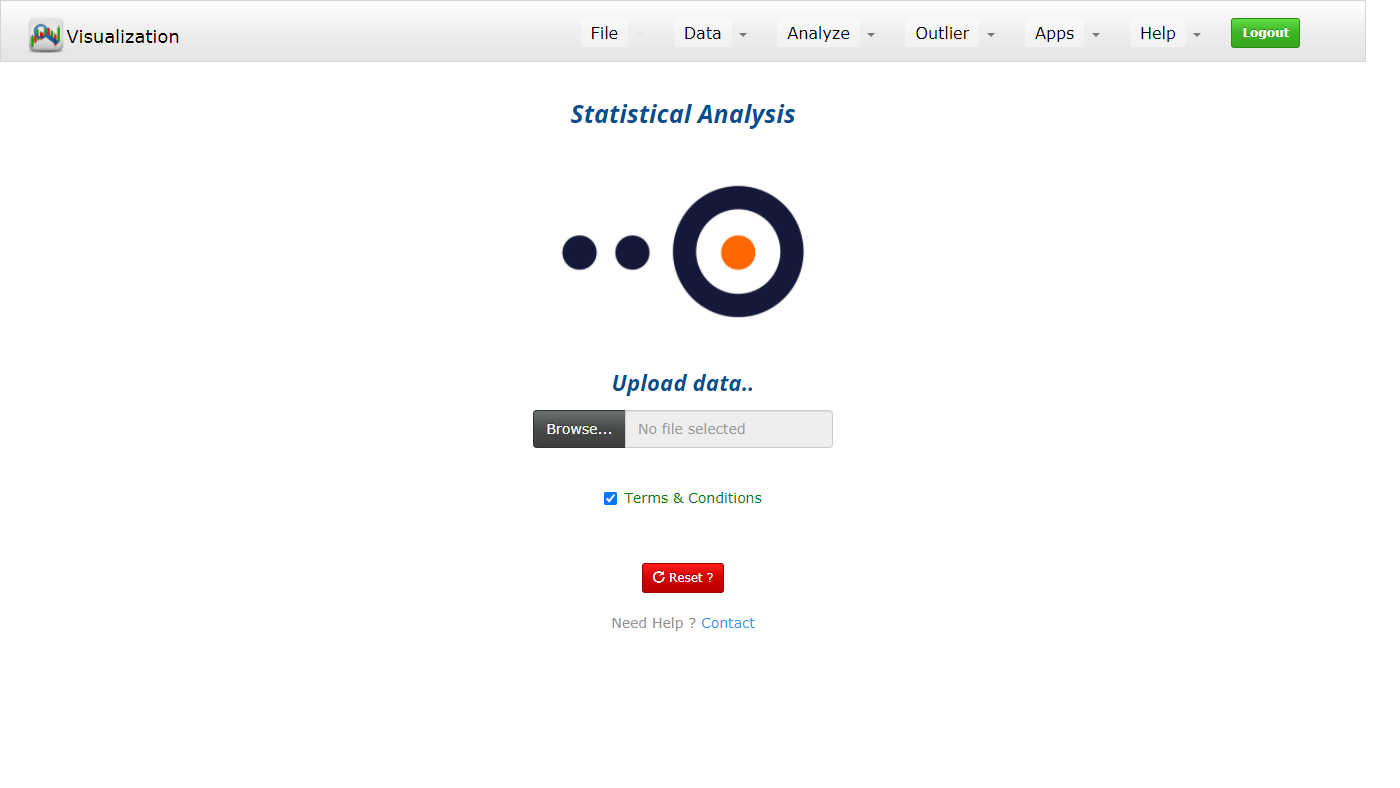 Visualization File Data Analyze Outlier Apps Help Logout
Statistical Analysis
Upload data..
Browse... No file selected
Terms & Conditions
Reset ?
Need Help ? Contact